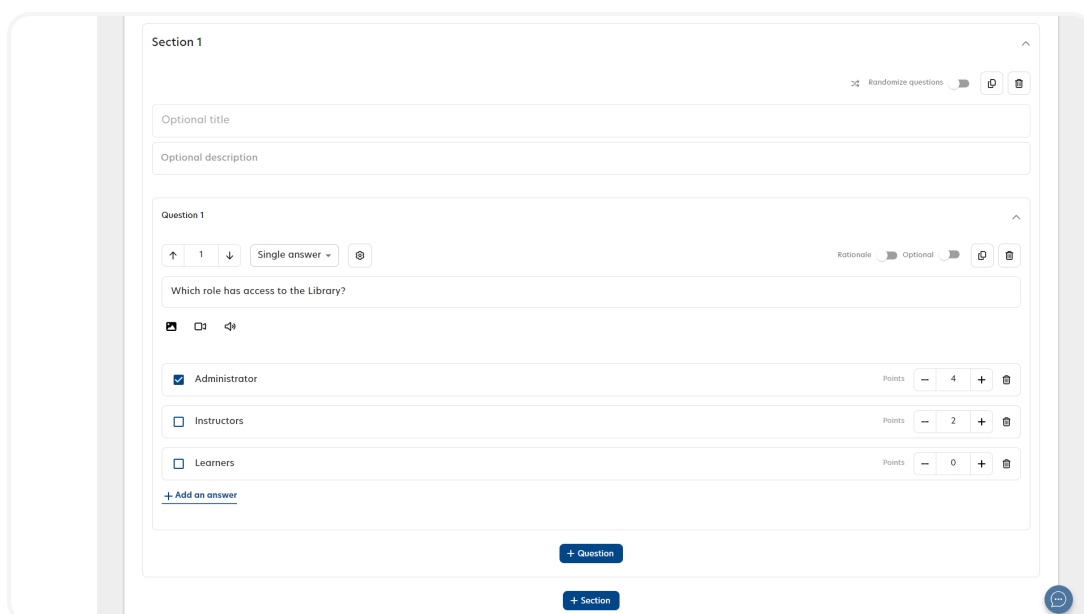 Section 1
Randomize questions
Optional title
Optional description
Question 1
1 Single answer Rationale Optional
Which role has access to the Library?
Administrator Points − 4 +
Instructors Points − 2 +
Learners Points − 0 +
+ Add an answer
+ Question
+ Section